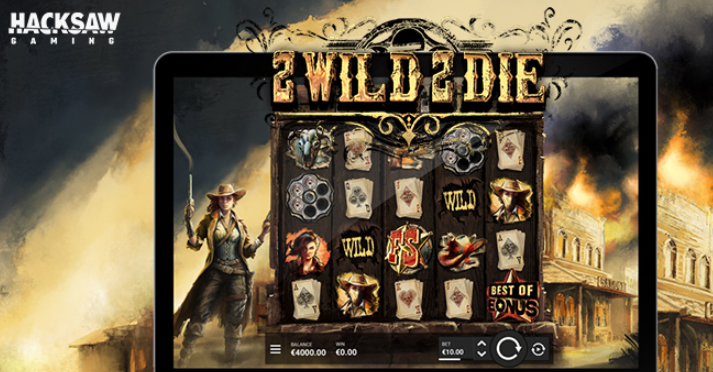 HACKSAW
GAMING
2 WILD 2 DIE
WILD
WILD
FS
BEST OF
BONUS
BALANCE
€4000.00
WIN
€0.00
BET
€10.00